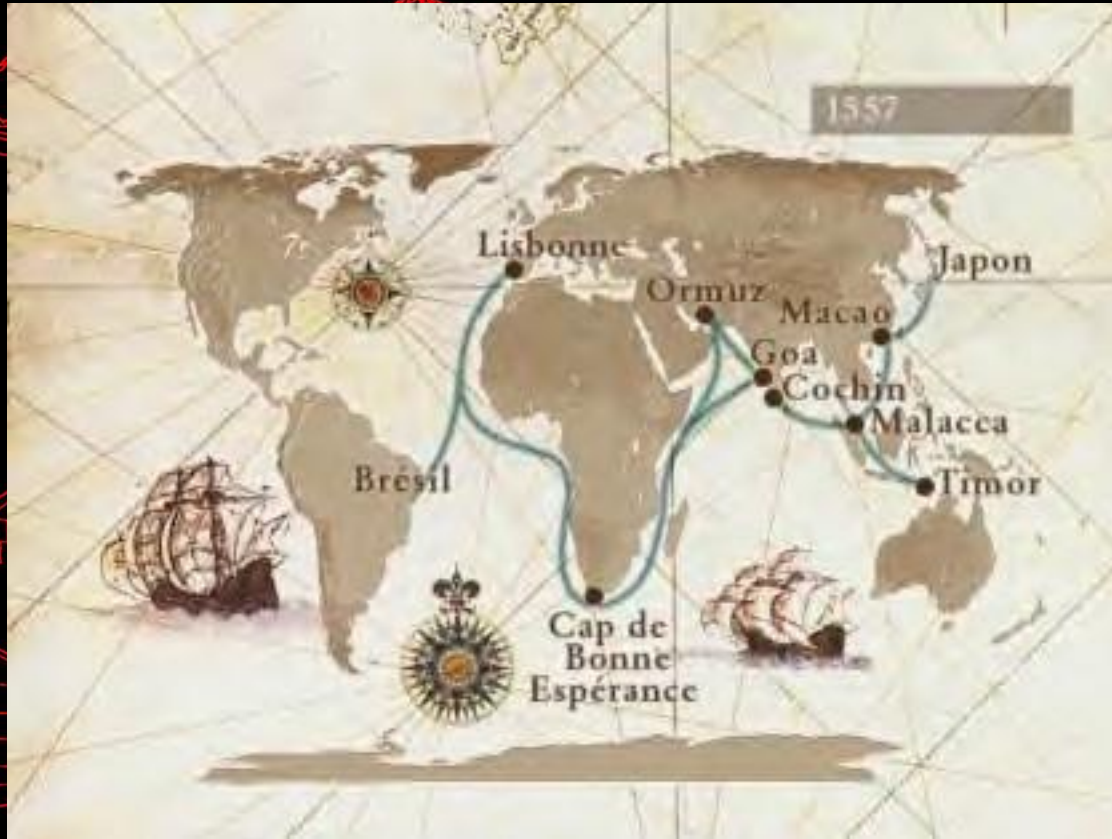 1557
Lisbonne
Japon
Ormuz
Macao
Goa
Cochin
Malacca
Brésil
Timor
Cap de
Bonne
Espérance